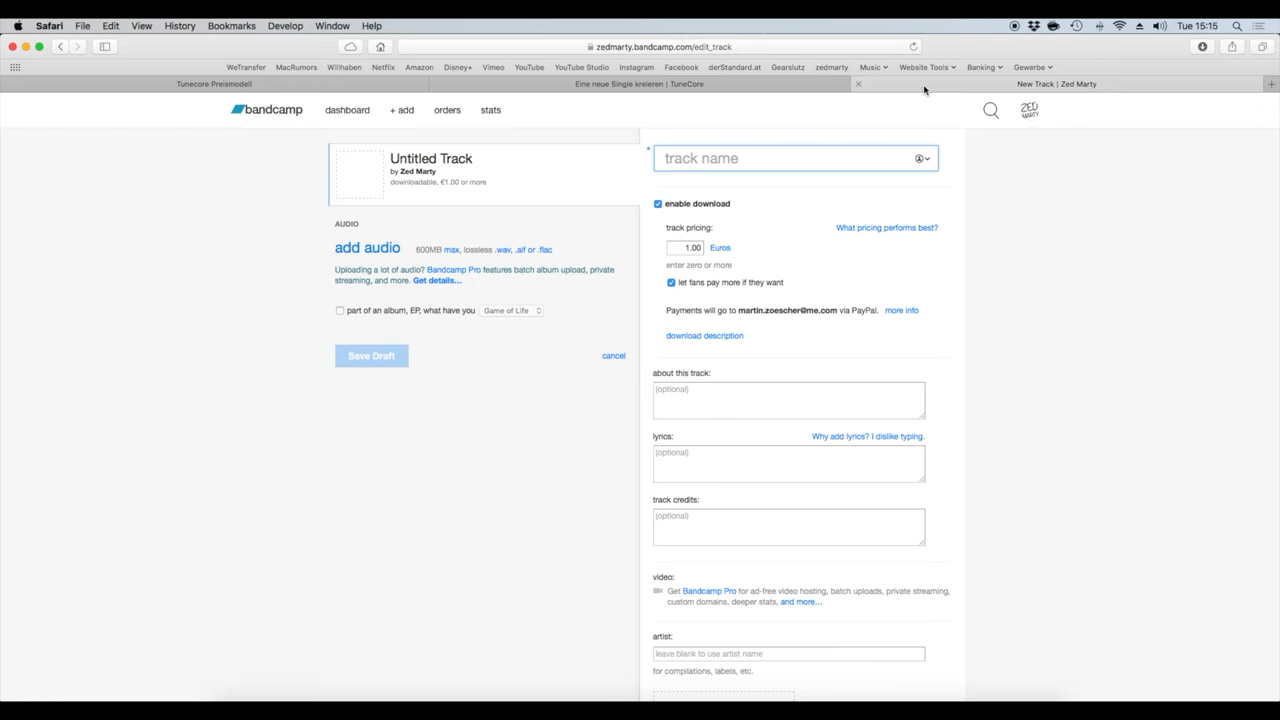 Safari File Edit View History Bookmarks Develop Window Help Tue 15:15
zedmarty.bandcamp.com/edit_track
WeTransfer MacRumors Willhaben Netflix Amazon Disney+ Vimeo YouTube YouTube Studio Instagram Facebook derStandard.at Gearslutz zedmarty Music Website Tools Banking Gewerbe
Tunecore Preismodell Eine neue Single kreieren | TuneCore New Track | Zed Marty
bandcamp dashboard + add orders stats ZED MARTY
Untitled Track
by Zed Marty
downloadable, €1.00 or more
AUDIO
add audio 600MB max, lossless .wav, .aif or .flac
Uploading a lot of audio? Bandcamp Pro features batch album upload, private
streaming, and more. Get details...
part of an album, EP, what have you Game of Life
Save Draft cancel
track name
enable download
track pricing: What pricing performs best?
1.00 Euros
enter zero or more
let fans pay more if they want
Payments will go to martin.zoescher@me.com via PayPal. more info
download description
about this track:
(optional)
lyrics: Why add lyrics? I dislike typing.
(optional)
track credits:
(optional)
video:
Get Bandcamp Pro for ad-free video hosting, batch uploads, private streaming,
custom domains, deeper stats, and more...
artist:
leave blank to use artist name
for compilations, labels, etc.